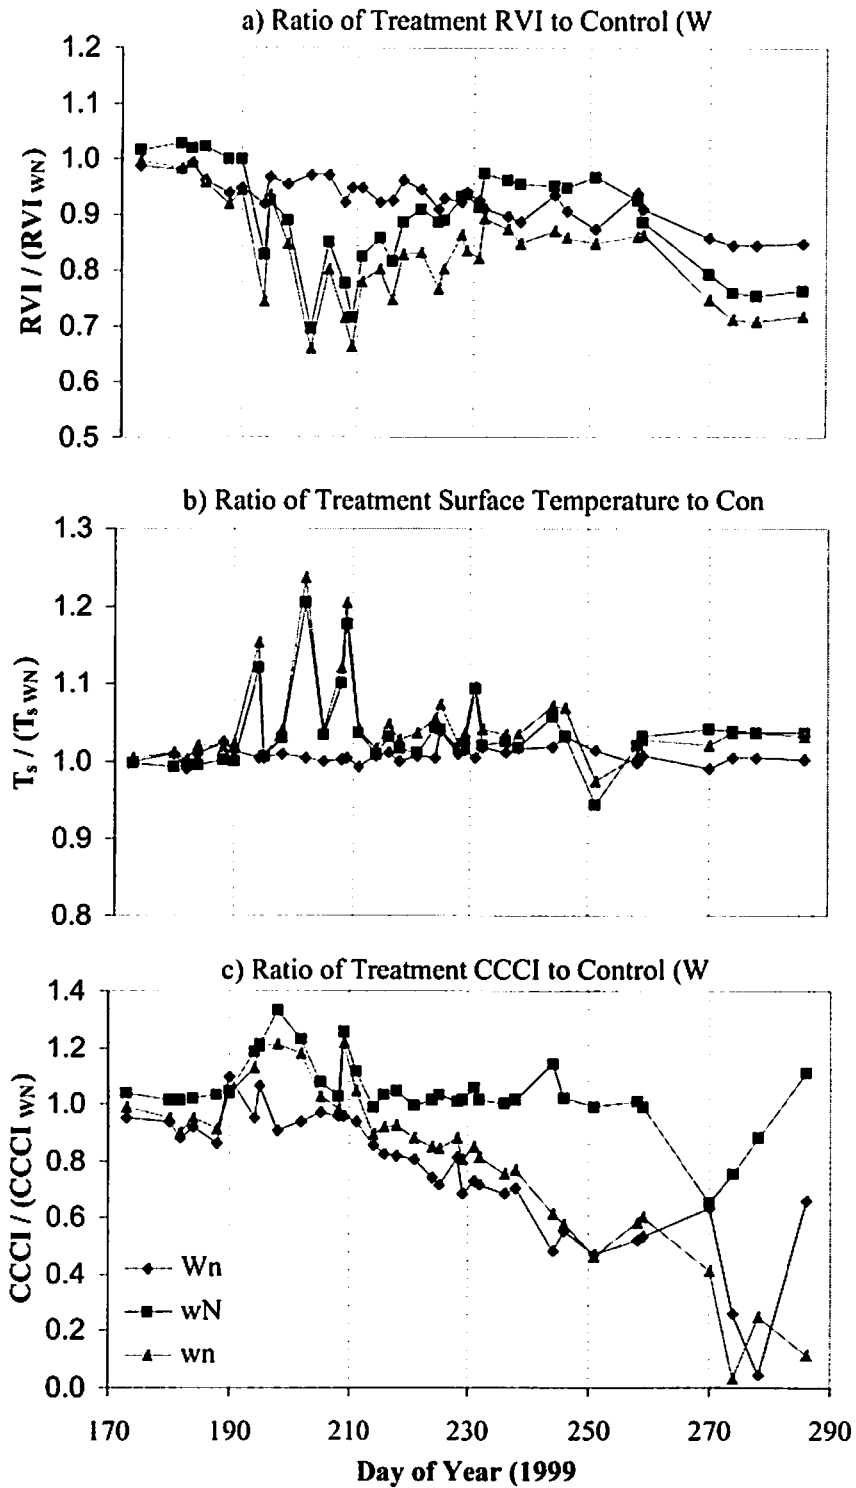 a) Ratio of Treatment RVI to Control (W
1.2
1.1
1.0
0.9
0.8
0.7
0.6
0.5
RVI / (RVI WN)
b) Ratio of Treatment Surface Temperature to Con
1.3
1.2
1.1
1.0
0.9
0.8
Ts / (Ts WN)
c) Ratio of Treatment CCCI to Control (W
1.4
1.2
1.0
0.8
0.6
0.4
0.2
0.0
CCCI / (CCCI WN)
Wn
wN
wn
170 190 210 230 250 270 290
Day of Year (1999